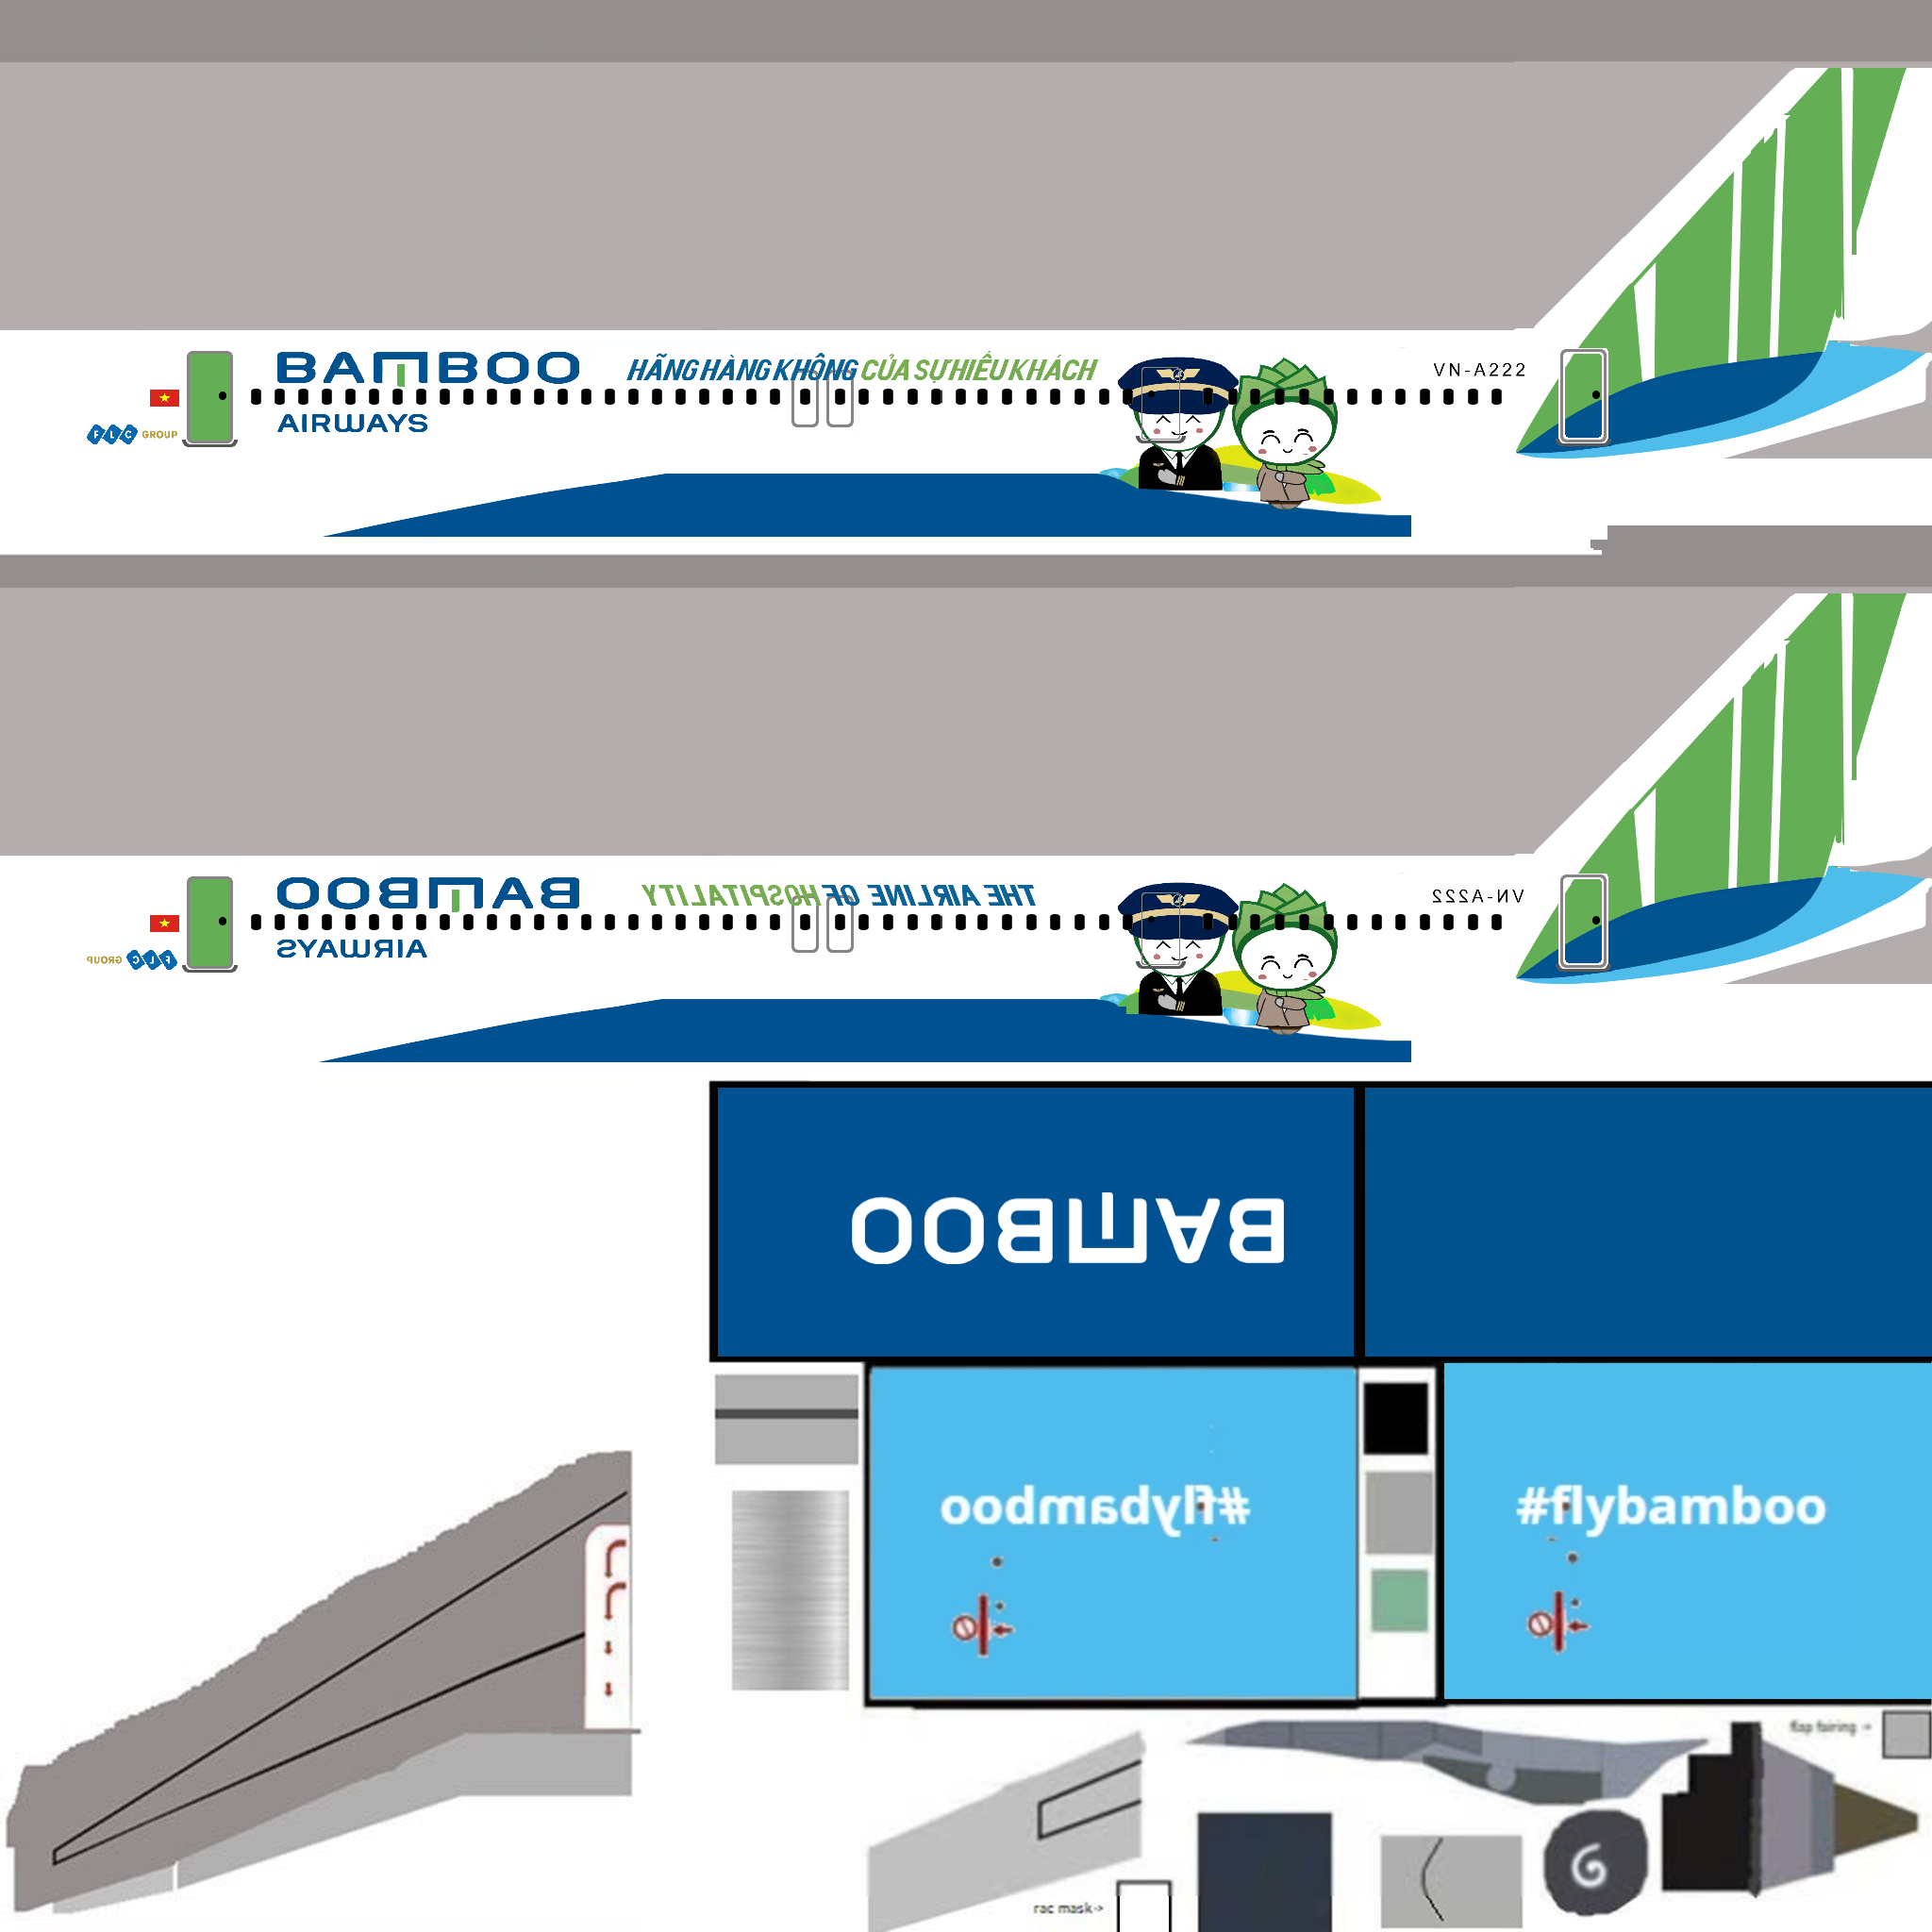 BAMBOO
HÃNG HÀNG KHÔNG CỦA SỰ HIẾU KHÁCH
VN-A222
AIRWAYS
FLC GROUP
BAMBOO
THE AIRLINE OF HOSPITALITY
VN-A222
AIRWAYS
FLC GROUP
BAMBOO
#flybamboo
#flybamboo
flap fairing ->
rac mask->